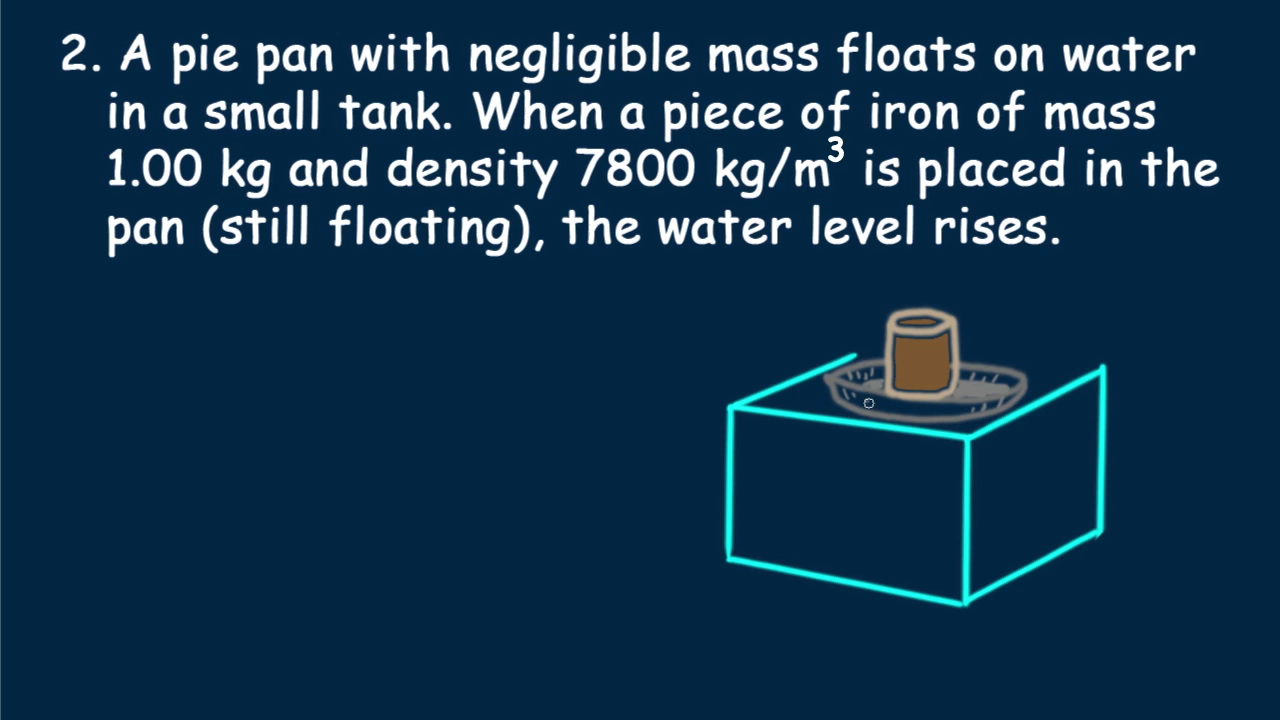 2. A pie pan with negligible mass floats on water
in a small tank. When a piece of iron of mass
1.00 kg and density 7800 kg/m³ is placed in the
pan (still floating), the water level rises.